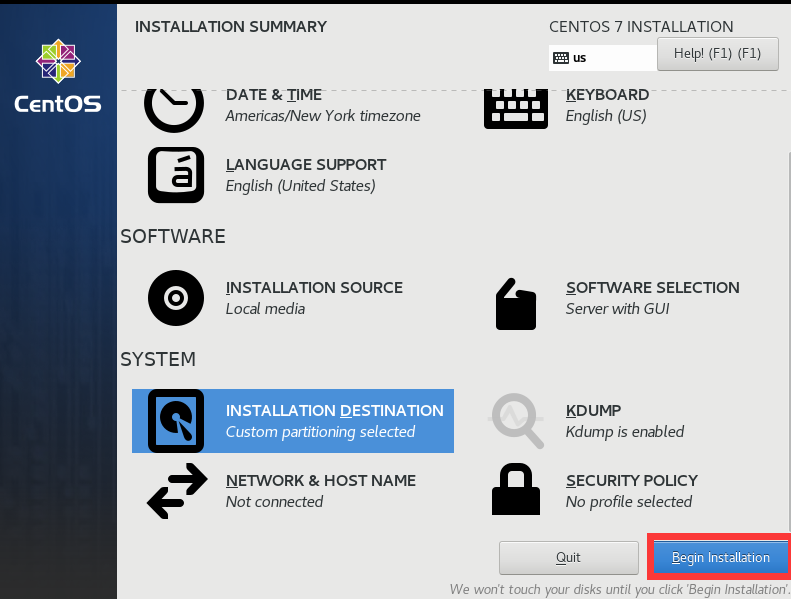 INSTALLATION SUMMARY
CENTOS 7 INSTALLATION
us
Help! (F1) (F1)
CentOS
DATE & TIME
Americas/New York timezone
KEYBOARD
English (US)
á
LANGUAGE SUPPORT
English (United States)
SOFTWARE
INSTALLATION SOURCE
Local media
SOFTWARE SELECTION
Server with GUI
SYSTEM
INSTALLATION DESTINATION
Custom partitioning selected
KDUMP
Kdump is enabled
NETWORK & HOST NAME
Not connected
SECURITY POLICY
No profile selected
Quit
Begin Installation
We won't touch your disks until you click 'Begin Installation'.